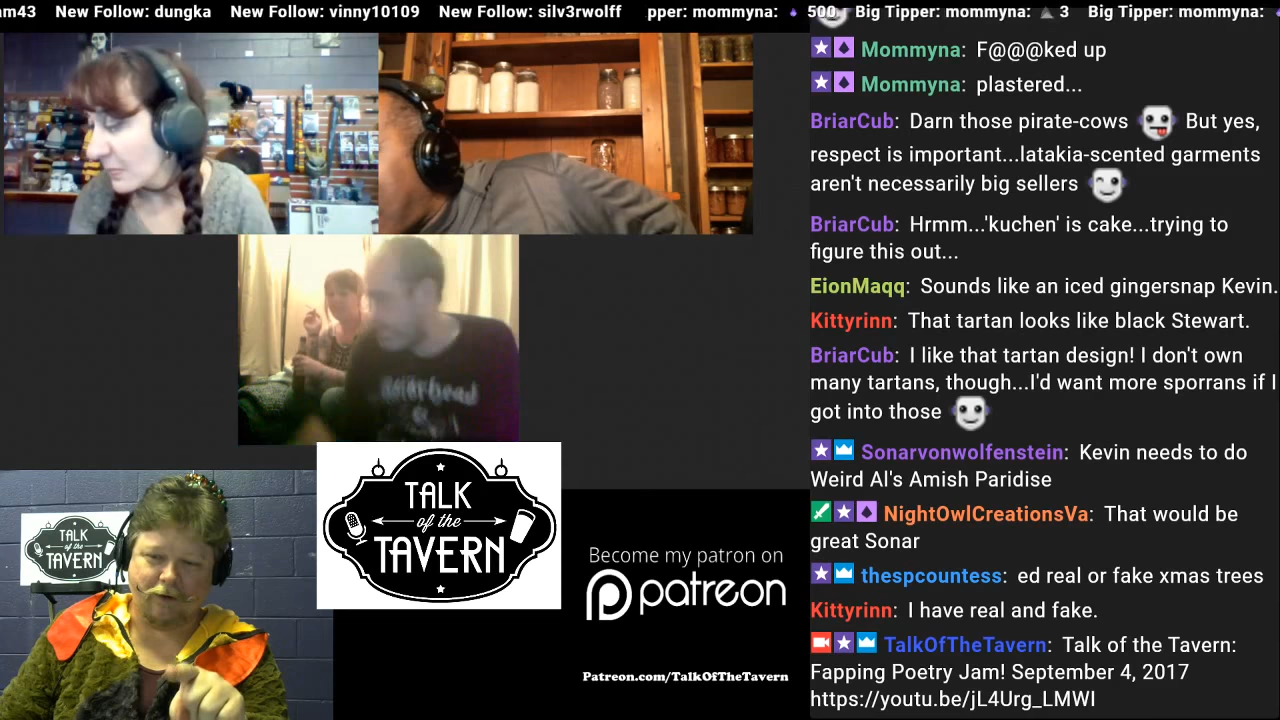 am43 New Follow: dungka New Follow: vinny10109 New Follow: silv3rwolff pper: mommyna: 500 Big Tipper: mommyna: 3 Big Tipper: mommyna:
Mommyna: F@@@ked up
Mommyna: plastered...
BriarCub: Darn those pirate-cows But yes,
respect is important...latakia-scented garments
aren't necessarily big sellers
BriarCub: Hrmm...'kuchen' is cake...trying to
figure this out...
EionMaqq: Sounds like an iced gingersnap Kevin.
Kittyrinn: That tartan looks like black Stewart.
BriarCub: I like that tartan design! I don't own
many tartans, though...I'd want more sporrans if I
got into those
Sonarvonwolfenstein: Kevin needs to do
Weird Al's Amish Paridise
NightOwlCreationsVa: That would be
great Sonar
thespcountess: ed real or fake xmas trees
Kittyrinn: I have real and fake.
TalkOfTheTavern: Talk of the Tavern:
Fapping Poetry Jam! September 4, 2017
https://youtu.be/jL4Urg_LMWI
TALK
of the
TAVERN
TALK
of the
TAVERN
Become my patron on
patreon
Patreon.com/TalkOfTheTavern